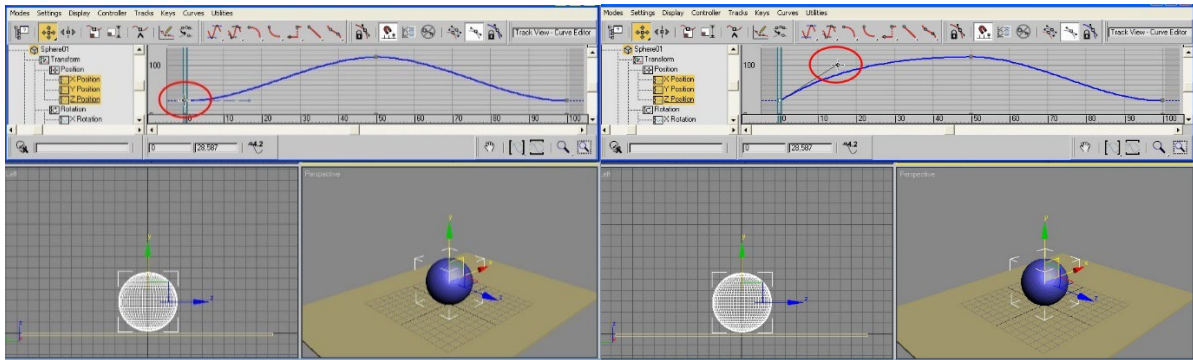 Modes Settings Display Controller Tracks Keys Curves Utilities
Track View - Curve Editor
Sphere01
Transform
Position
X Position
Y Position
Z Position
Rotation
X Rotation
100
0 10 20 30 40 50 60 70 80 90 100
0 28.587
Left
Perspective
y
z
y
x
z
Modes Settings Display Controller Tracks Keys Curves Utilities
Track View - Curve Editor
Sphere01
Transform
Position
X Position
Y Position
Z Position
Rotation
X Rotation
100
0 10 20 30 40 50 60 70 80 90 100
0 28.587
Left
Perspective
y
z
y
x
z